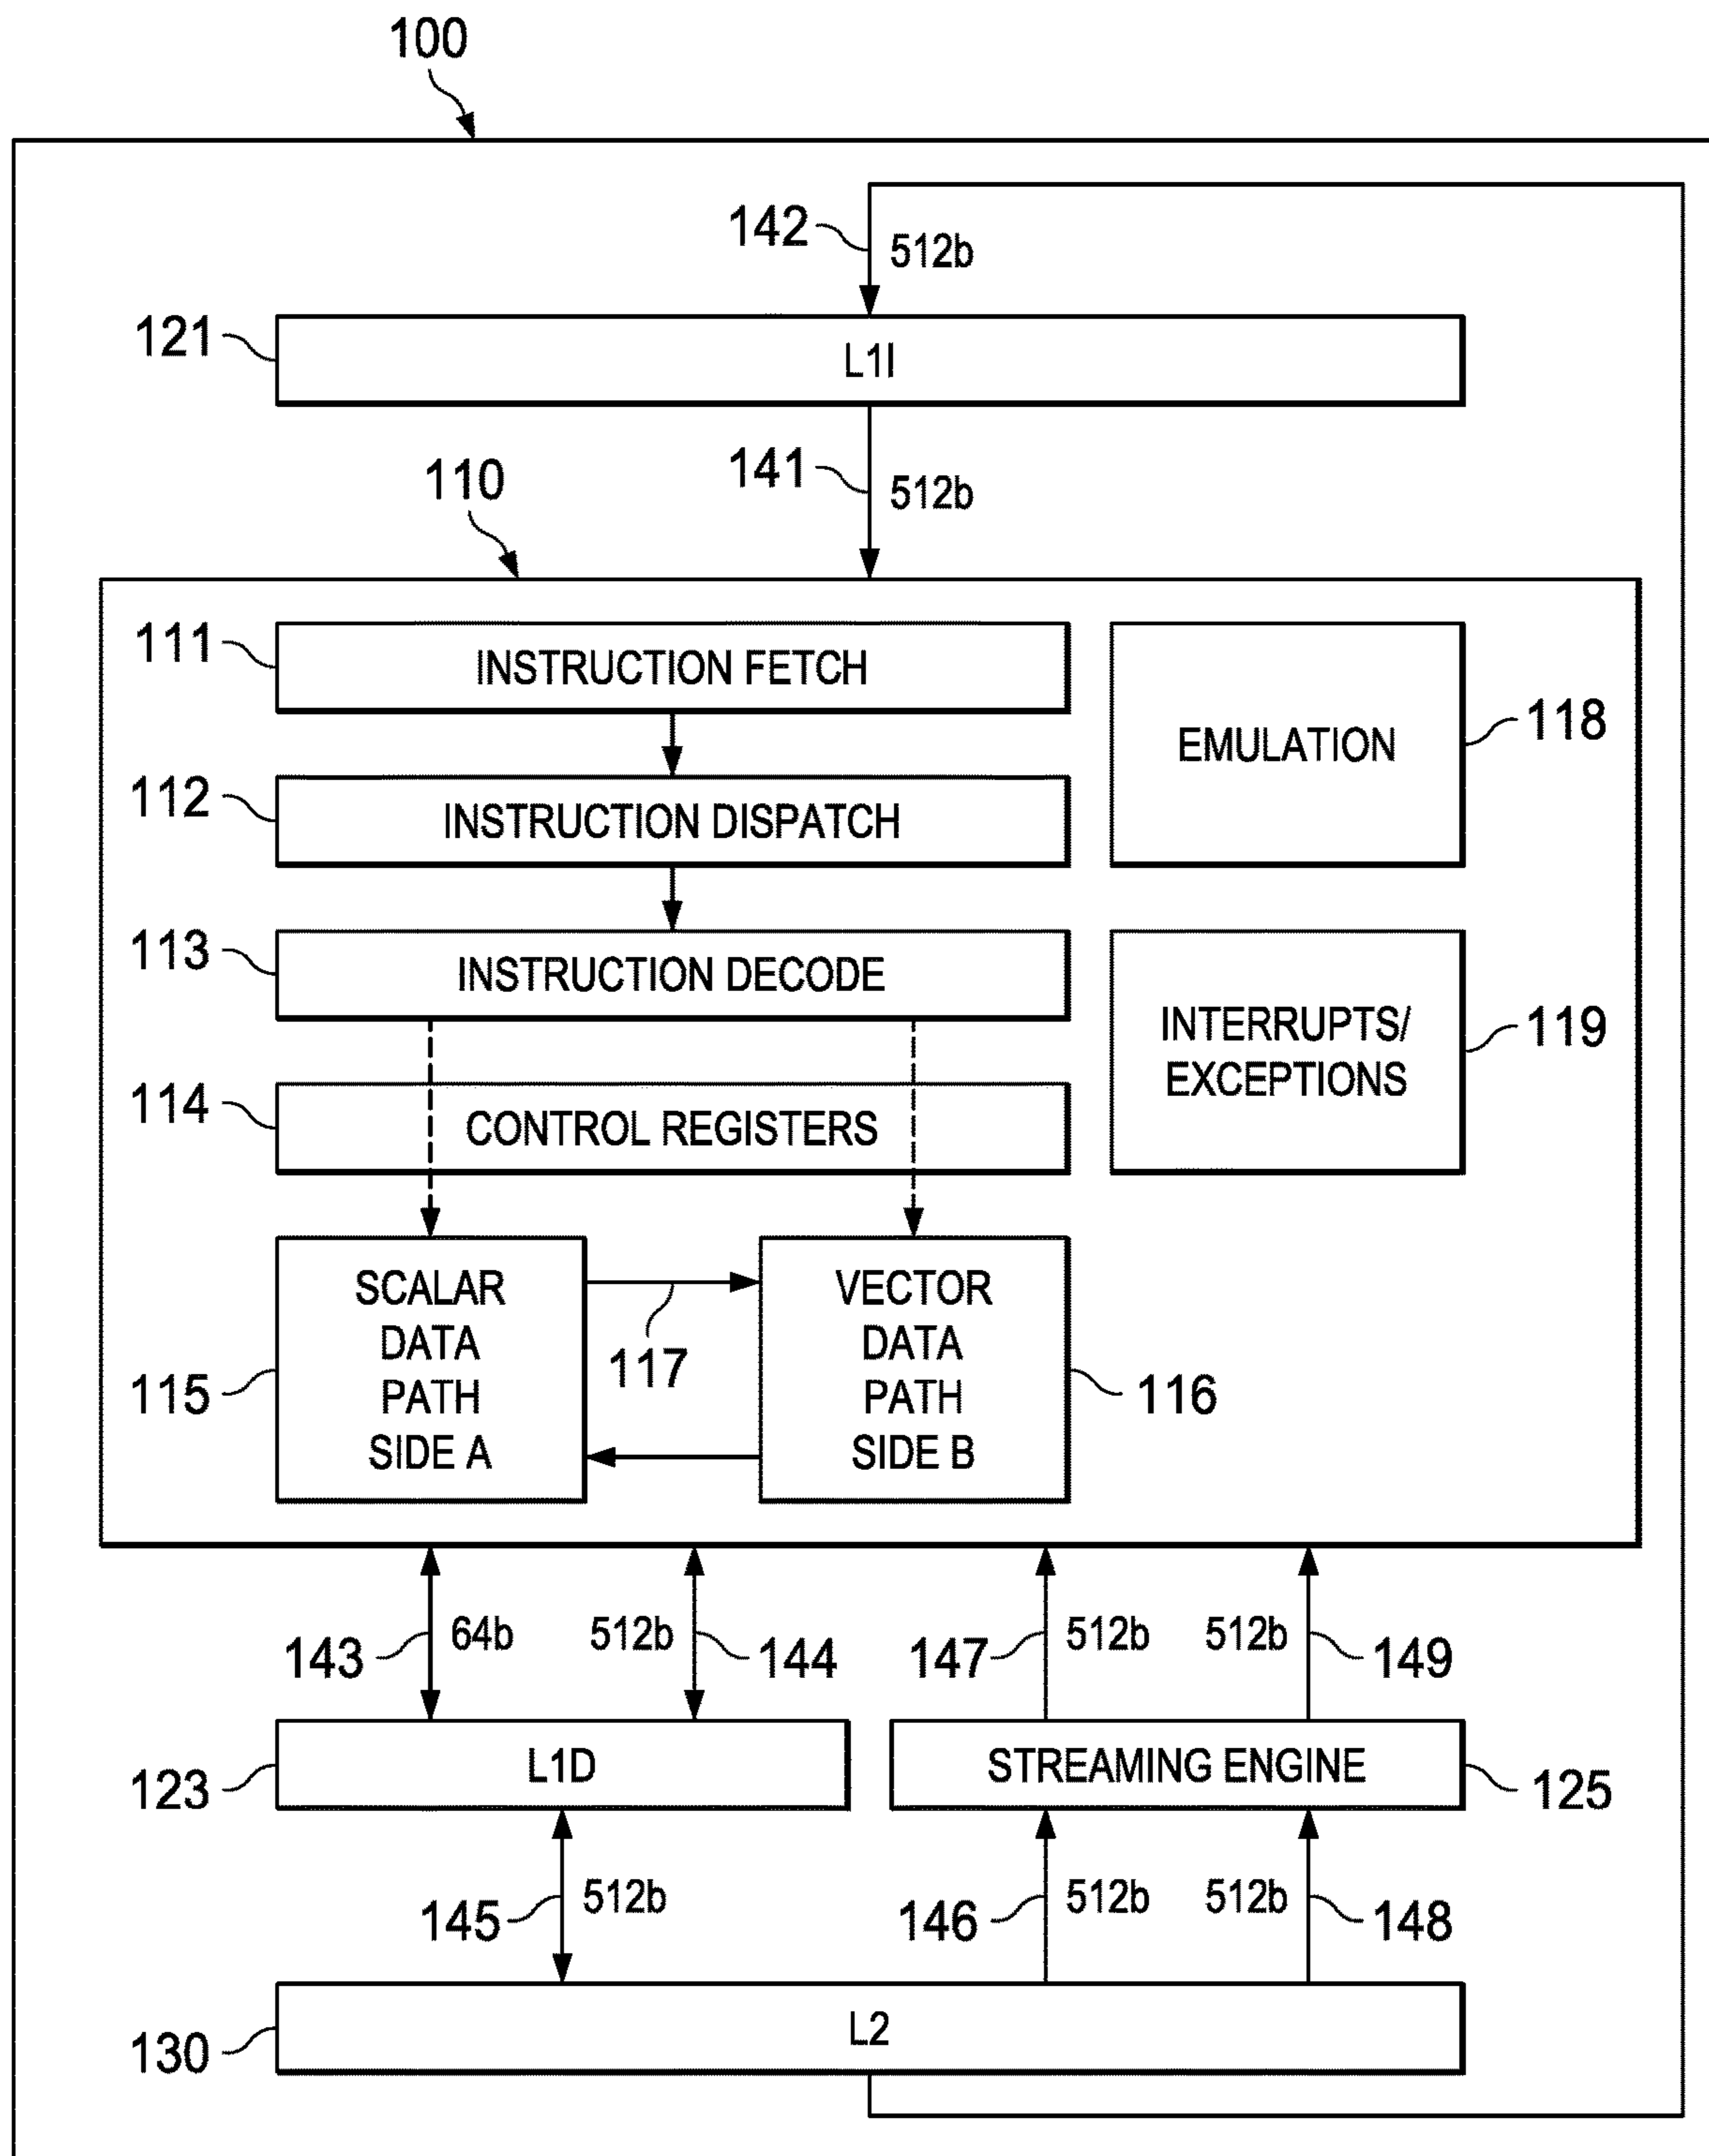 100
142
512b
121
L1I
141
512b
110
111
INSTRUCTION FETCH
EMULATION
118
112
INSTRUCTION DISPATCH
113
INSTRUCTION DECODE
INTERRUPTS/
EXCEPTIONS
119
114
CONTROL REGISTERS
SCALAR
DATA
PATH
SIDE A
115
117
VECTOR
DATA
PATH
SIDE B
116
143
64b
512b
144
147
512b
512b
149
123
L1D
STREAMING ENGINE
125
145
512b
146
512b
512b
148
130
L2